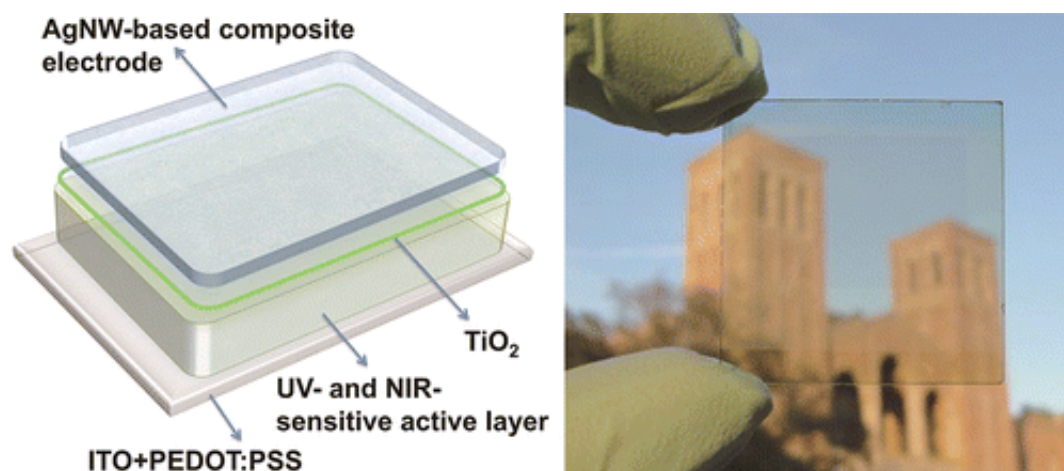 AgNW-based composite
electrode
TiO₂
UV- and NIR-
sensitive active layer
ITO+PEDOT:PSS